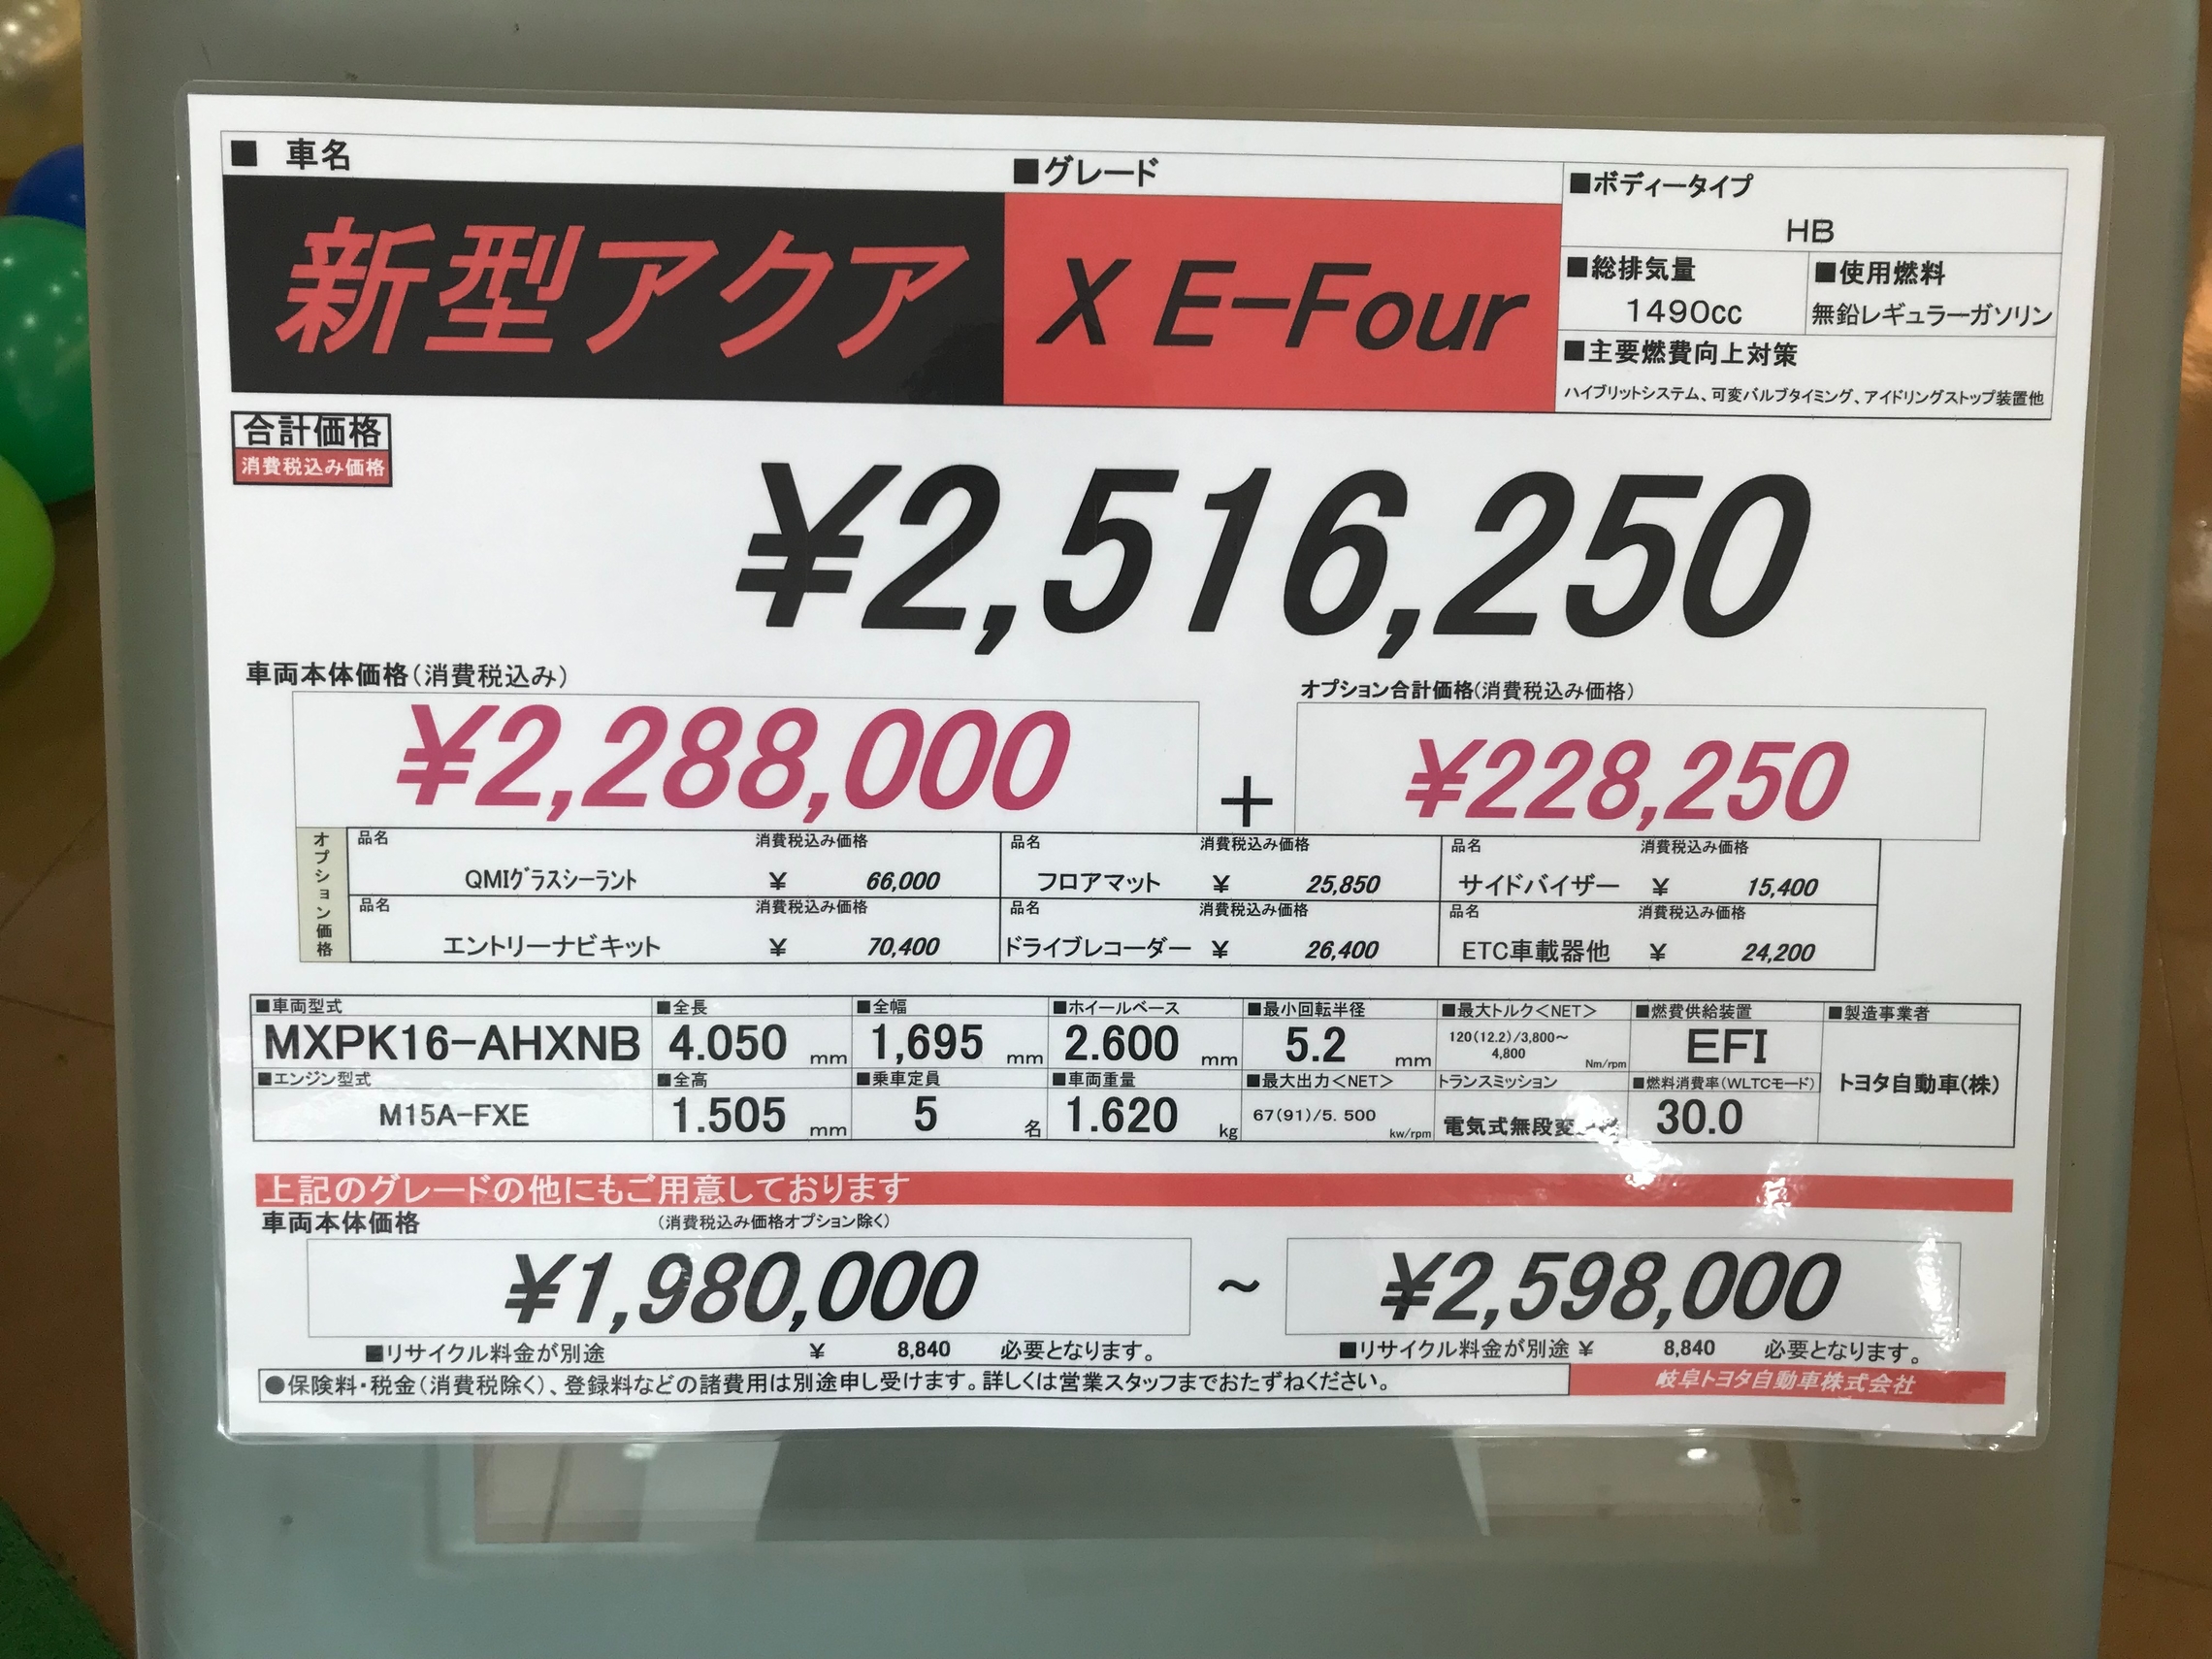 ■ 車名
■グレード
■ボディータイプ
新型アクア
X E-Four
HB
■総排気量
■使用燃料
1490cc
無鉛レギュラーガソリン
■主要燃費向上対策
ハイブリットシステム、可変バルブタイミング、アイドリングストップ装置他
合計価格
消費税込み価格
¥2,516,250
車両本体価格(消費税込み)
オプション合計価格(消費税込み価格)
¥2,288,000
+
¥228,250
オプション価格
品名 消費税込み価格 品名 消費税込み価格 品名 消費税込み価格
QMIグラスシーラント ¥ 66,000 フロアマット ¥ 25,850 サイドバイザー ¥ 15,400
品名 消費税込み価格 品名 消費税込み価格 品名 消費税込み価格
エントリーナビキット ¥ 70,400 ドライブレコーダー ¥ 26,400 ETC車載器他 ¥ 24,200
■車両型式 ■全長 ■全幅 ■ホイールベース ■最小回転半径 ■最大トルク<NET> ■燃費供給装置 ■製造事業者
MXPK16-AHXNB 4.050 mm 1,695 mm 2.600 mm 5.2 mm 120(12.2)/3,800~
4,800 Nm/rpm EFI
トヨタ自動車(株)
■エンジン型式 ■全高 ■乗車定員 ■車両重量 ■最大出力<NET> トランスミッション ■燃料消費率(WLTCモード)
M15A-FXE 1.505 mm 5 名 1.620 kg 67(91)/5. 500 kw/rpm 電気式無段変 30.0
上記のグレードの他にもご用意しております
車両本体価格 (消費税込み価格オプション除く)
¥1,980,000 ~ ¥2,598,000
■リサイクル料金が別途 ¥ 8,840 必要となります。 ■リサイクル料金が別途 ¥ 8,840 必要となります。
●保険料・税金(消費税除く)、登録料などの諸費用は別途申し受けます。詳しくは営業スタッフまでおたずねください。
岐阜トヨタ自動車株式会社